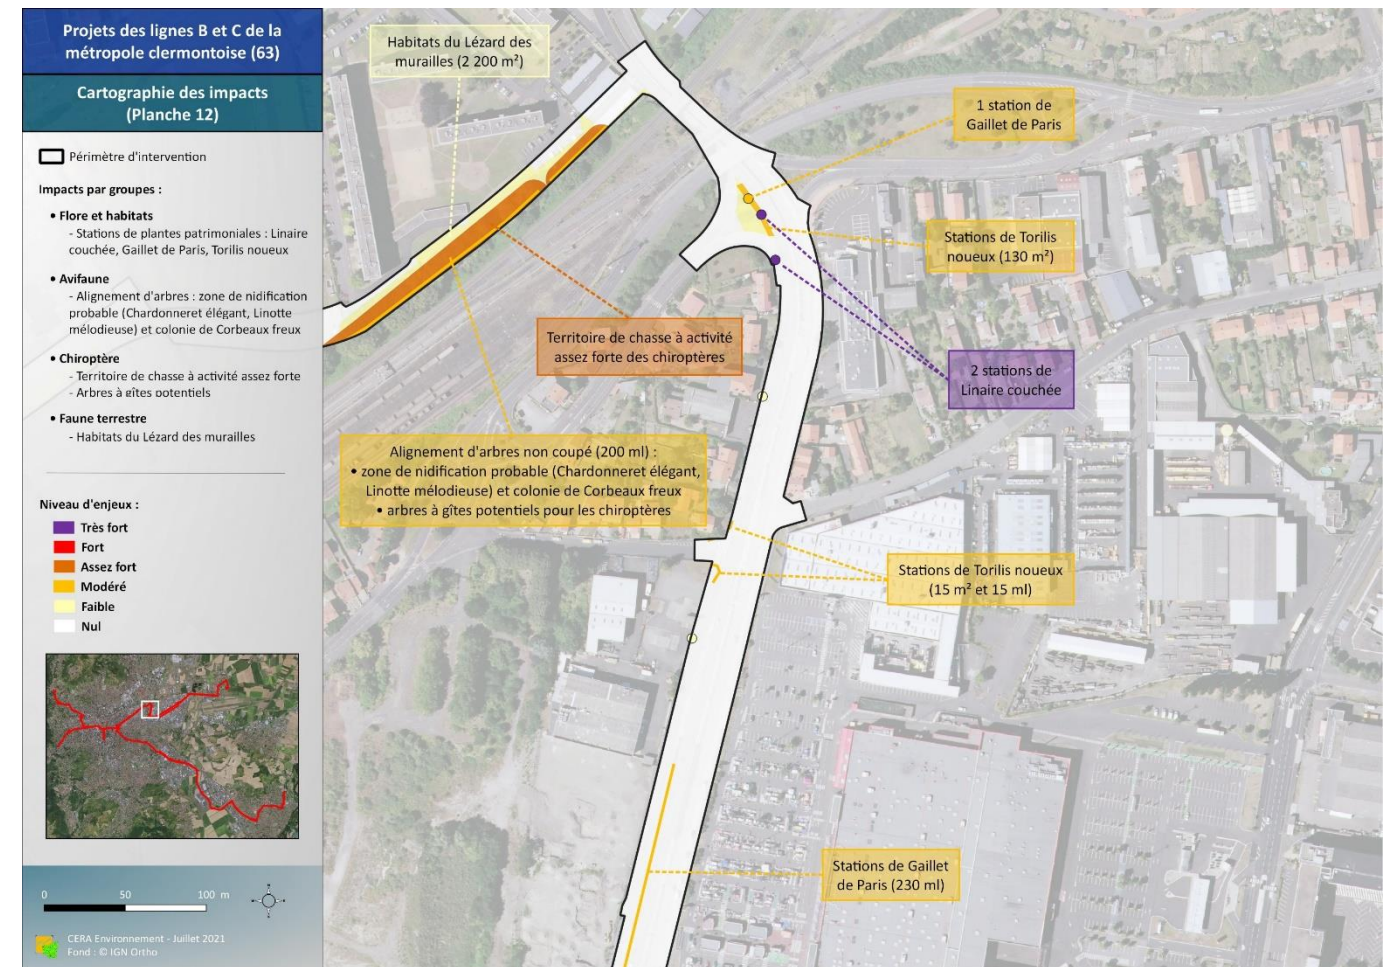 Projets des lignes B et C de la
métropole clermontoise (63)
Cartographie des impacts
(Planche 12)
Périmètre d'intervention
Impacts par groupes :
• Flore et habitats
- Stations de plantes patrimoniales : Linaire
couchée, Gaillet de Paris, Torilis noueux
• Avifaune
- Alignement d'arbres : zone de nidification
probable (Chardonneret élégant, Linotte
mélodieuse) et colonie de Corbeaux freux
• Chiroptère
- Territoire de chasse à activité assez forte
- Arbres à gîtes potentiels
• Faune terrestre
- Habitats du Lézard des murailles
Niveau d'enjeux :
Très fort
Fort
Assez fort
Modéré
Faible
Nul
0 50 100 m
CERA Environnement - Juillet 2021
Fond : © IGN Ortho
Habitats du Lézard des
murailles (2 200 m²)
1 station de
Gaillet de Paris
Stations de Torilis
noueux (130 m²)
Territoire de chasse à activité
assez forte des chiroptères
2 stations de
Linaire couchée
Alignement d'arbres non coupé (200 ml) :
• zone de nidification probable (Chardonneret élégant,
Linotte mélodieuse) et colonie de Corbeaux freux
• arbres à gîtes potentiels pour les chiroptères
Stations de Torilis noueux
(15 m² et 15 ml)
Stations de Gaillet
de Paris (230 ml)